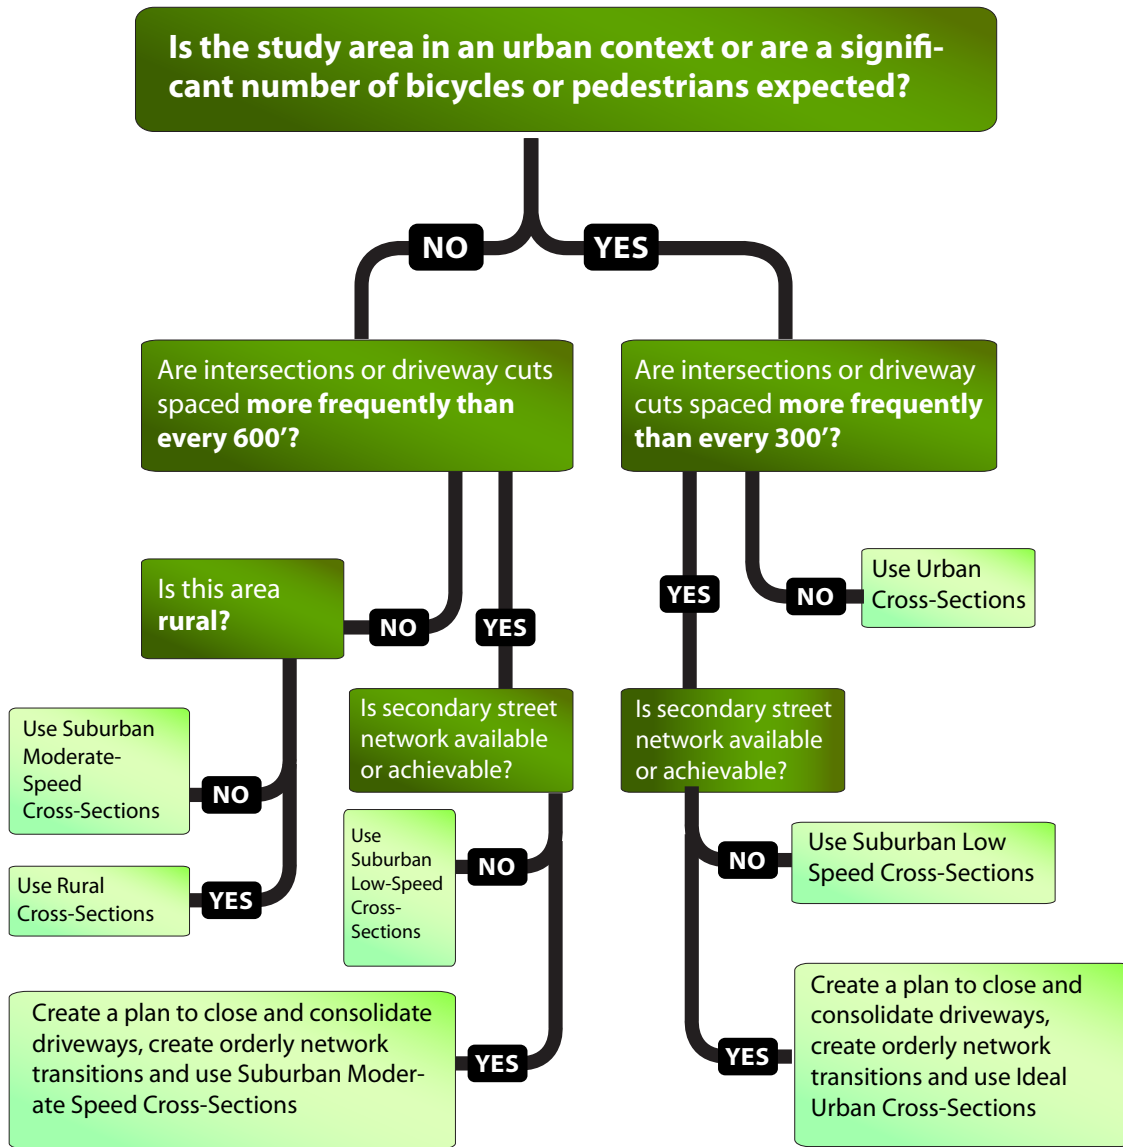 Is the study area in an urban context or are a signifi-
cant number of bicycles or pedestrians expected?
NO
YES
Are intersections or driveway cuts
spaced more frequently than
every 600’?
Are intersections or driveway
cuts spaced more frequently
than every 300’?
Is this area
rural?
NO
YES
YES
NO
Use Urban
Cross-Sections
Use Suburban
Moderate-
Speed
Cross-Sections
NO
Is secondary street
network available
or achievable?
Is secondary street
network available
or achievable?
Use Rural
Cross-Sections
YES
Use
Suburban
Low-Speed
Cross-
Sections
NO
NO
Use Suburban Low
Speed Cross-Sections
Create a plan to close and consolidate
driveways, create orderly network
transitions and use Suburban Moder-
ate Speed Cross-Sections
YES
YES
Create a plan to close and
consolidate driveways,
create orderly network
transitions and use Ideal
Urban Cross-Sections